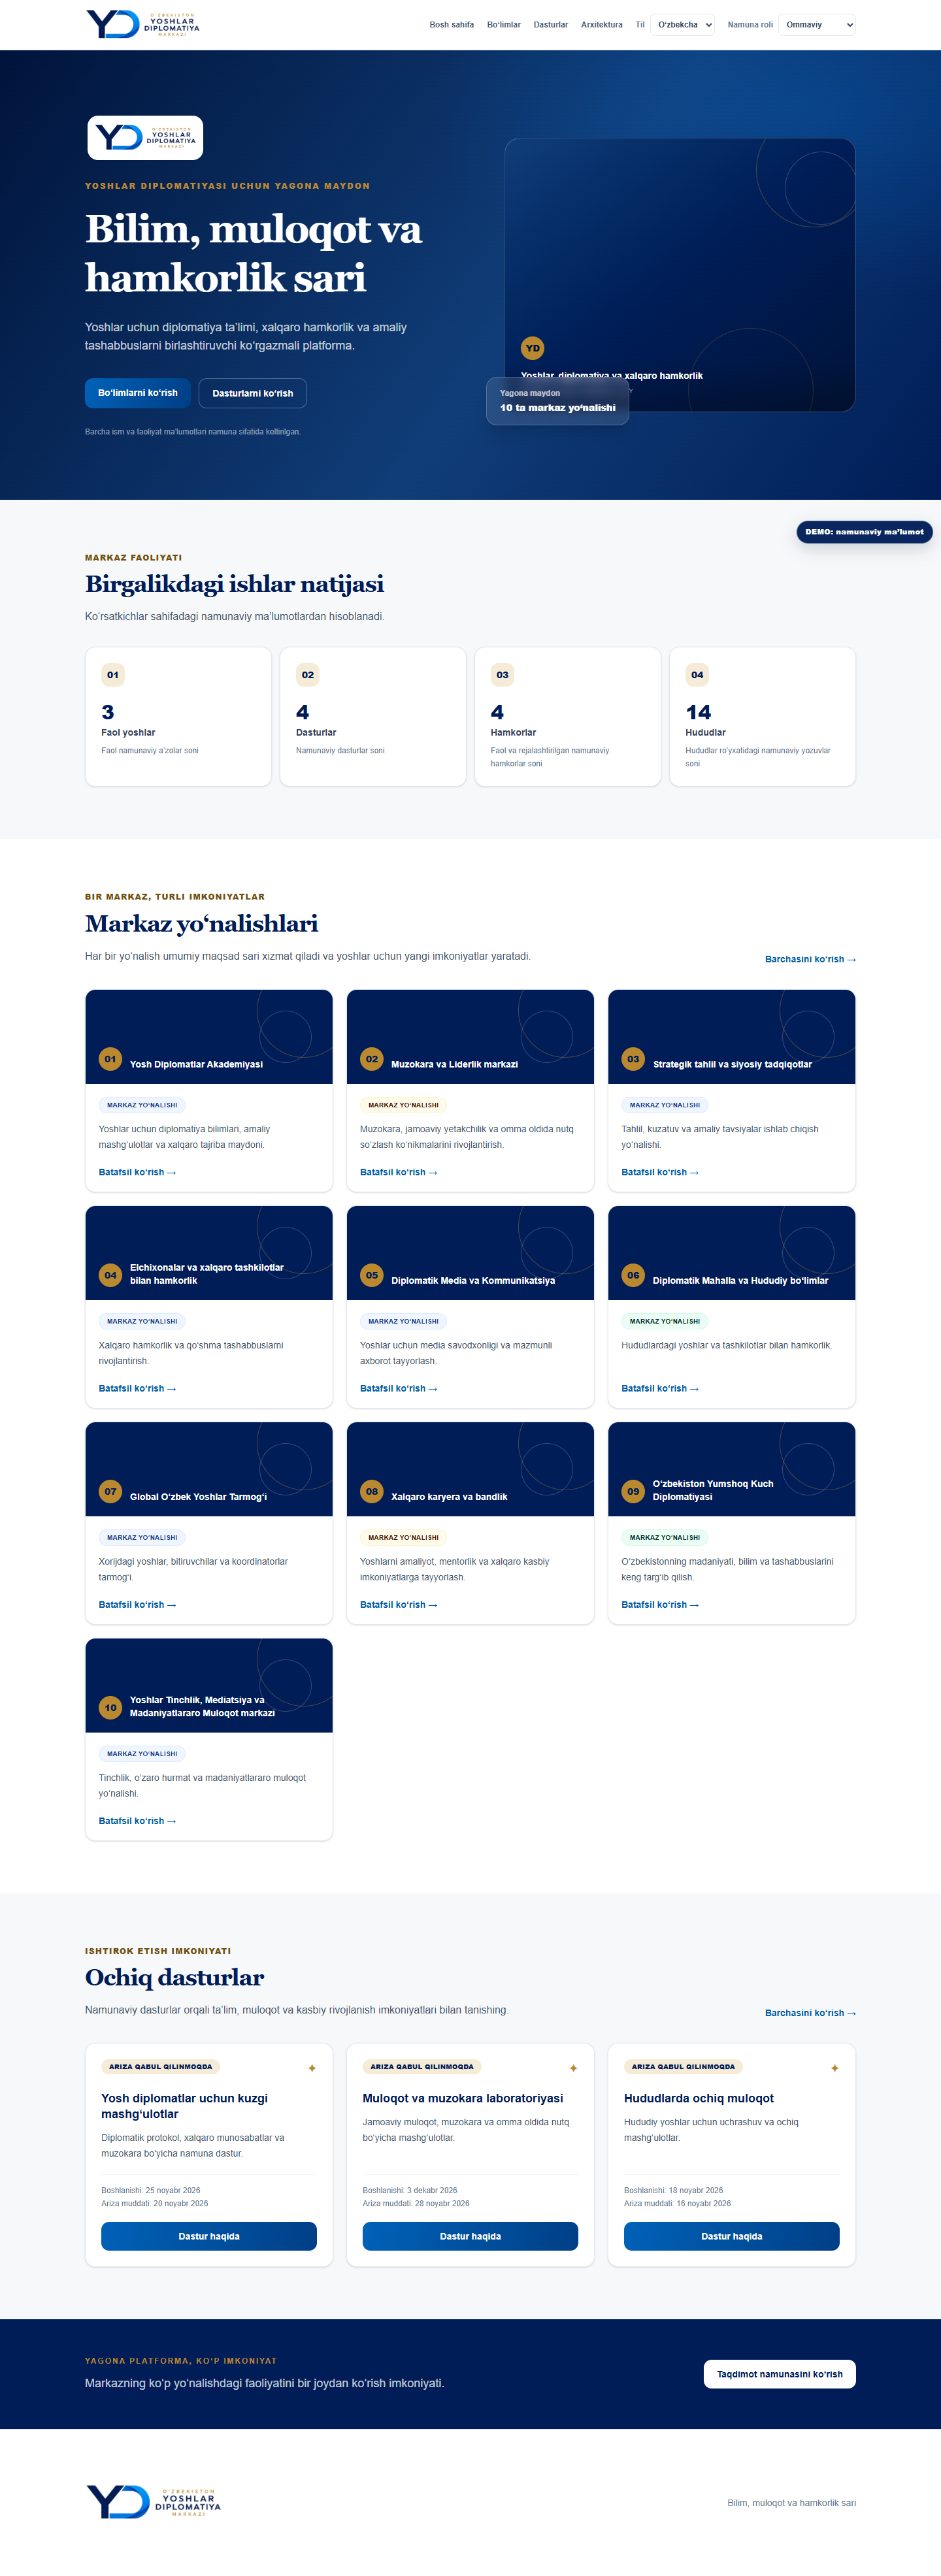 O‘ZBEKISTON
YOSHLAR
DIPLOMATIYA
MARKAZI
Bosh sahifa
Bo‘limlar
Dasturlar
Arxitektura
Til
O‘zbekcha
Namuna roli
Ommaviy
O‘ZBEKISTON
YOSHLAR
DIPLOMATIYA
MARKAZI
YOSHLAR DIPLOMATIYASI UCHUN YAGONA MAYDON
Bilim, muloqot va
hamkorlik sari
Yoshlar uchun diplomatiya ta’limi, xalqaro hamkorlik va amaliy
tashabbuslarni birlashtiruvchi ko‘rgazmali platforma.
Bo‘limlarni ko‘rish
Dasturlarni ko‘rish
Barcha ism va faoliyat ma’lumotlari namuna sifatida keltirilgan.
YD
Yoshlar, diplomatiya va xalqaro hamkorlik
Yagona maydon
10 ta markaz yo‘nalishi
DEMO: namunaviy ma’lumot
MARKAZ FAOLIYATI
Birgalikdagi ishlar natijasi
Ko‘rsatkichlar sahifadagi namunaviy ma’lumotlardan hisoblanadi.
01
3
Faol yoshlar
Faol namunaviy a’zolar soni
02
4
Dasturlar
Namunaviy dasturlar soni
03
4
Hamkorlar
Faol va rejalashtirilgan namunaviy
hamkorlar soni
04
14
Hududlar
Hududlar ro‘yxatidagi namunaviy yozuvlar
soni
BIR MARKAZ, TURLI IMKONIYATLAR
Markaz yo‘nalishlari
Har bir yo‘nalish umumiy maqsad sari xizmat qiladi va yoshlar uchun yangi imkoniyatlar yaratadi.
Barchasini ko‘rish →
01
Yosh Diplomatlar Akademiyasi
MARKAZ YO‘NALISHI
Yoshlar uchun diplomatiya bilimlari, amaliy
mashg‘ulotlar va xalqaro tajriba maydoni.
Batafsil ko‘rish →
02
Muzokara va Liderlik markazi
MARKAZ YO‘NALISHI
Muzokara, jamoaviy yetakchilik va omma oldida nutq
so‘zlash ko‘nikmalarini rivojlantirish.
Batafsil ko‘rish →
03
Strategik tahlil va siyosiy tadqiqotlar
MARKAZ YO‘NALISHI
Tahlil, kuzatuv va amaliy tavsiyalar ishlab chiqish
yo‘nalishi.
Batafsil ko‘rish →
04
Elchixonalar va xalqaro tashkilotlar
bilan hamkorlik
MARKAZ YO‘NALISHI
Xalqaro hamkorlik va qo‘shma tashabbuslarni
rivojlantirish.
Batafsil ko‘rish →
05
Diplomatik Media va Kommunikatsiya
MARKAZ YO‘NALISHI
Yoshlar uchun media savodxonligi va mazmunli
axborot tayyorlash.
Batafsil ko‘rish →
06
Diplomatik Mahalla va Hududiy bo‘limlar
MARKAZ YO‘NALISHI
Hududlardagi yoshlar va tashkilotlar bilan hamkorlik.
Batafsil ko‘rish →
07
Global O‘zbek Yoshlar Tarmog‘i
MARKAZ YO‘NALISHI
Xorijdagi yoshlar, bitiruvchilar va koordinatorlar
tarmog‘i.
Batafsil ko‘rish →
08
Xalqaro karyera va bandlik
MARKAZ YO‘NALISHI
Yoshlarni amaliyot, mentorlik va xalqaro kasbiy
imkoniyatlarga tayyorlash.
Batafsil ko‘rish →
09
O‘zbekiston Yumshoq Kuch
Diplomatiyasi
MARKAZ YO‘NALISHI
O‘zbekistonning madaniyati, bilim va tashabbuslarini
keng targ‘ib qilish.
Batafsil ko‘rish →
10
Yoshlar Tinchlik, Mediatsiya va
Madaniyatlararo Muloqot markazi
MARKAZ YO‘NALISHI
Tinchlik, o‘zaro hurmat va madaniyatlararo muloqot
yo‘nalishi.
Batafsil ko‘rish →
ISHTIROK ETISH IMKONIYATI
Ochiq dasturlar
Namunaviy dasturlar orqali ta’lim, muloqot va kasbiy rivojlanish imkoniyatlari bilan tanishing.
Barchasini ko‘rish →
ARIZA QABUL QILINMOQDA
Yosh diplomatlar uchun kuzgi
mashg‘ulotlar
Diplomatik protokol, xalqaro munosabatlar va
muzokara bo‘yicha namuna dastur.
Boshlanishi: 25 noyabr 2026
Ariza muddati: 20 noyabr 2026
Dastur haqida
ARIZA QABUL QILINMOQDA
Muloqot va muzokara laboratoriyasi
Jamoaviy muloqot, muzokara va omma oldida nutq
bo‘yicha mashg‘ulotlar.
Boshlanishi: 3 dekabr 2026
Ariza muddati: 28 noyabr 2026
Dastur haqida
ARIZA QABUL QILINMOQDA
Hududlarda ochiq muloqot
Hududiy yoshlar uchun uchrashuv va ochiq
mashg‘ulotlar.
Boshlanishi: 18 noyabr 2026
Ariza muddati: 16 noyabr 2026
Dastur haqida
YAGONA PLATFORMA, KO‘P IMKONIYAT
Markazning ko‘p yo‘nalishdagi faoliyatini bir joydan ko‘rish imkoniyati.
Taqdimot namunasini ko‘rish
O‘ZBEKISTON
YOSHLAR
DIPLOMATIYA
MARKAZI
Bilim, muloqot va hamkorlik sari